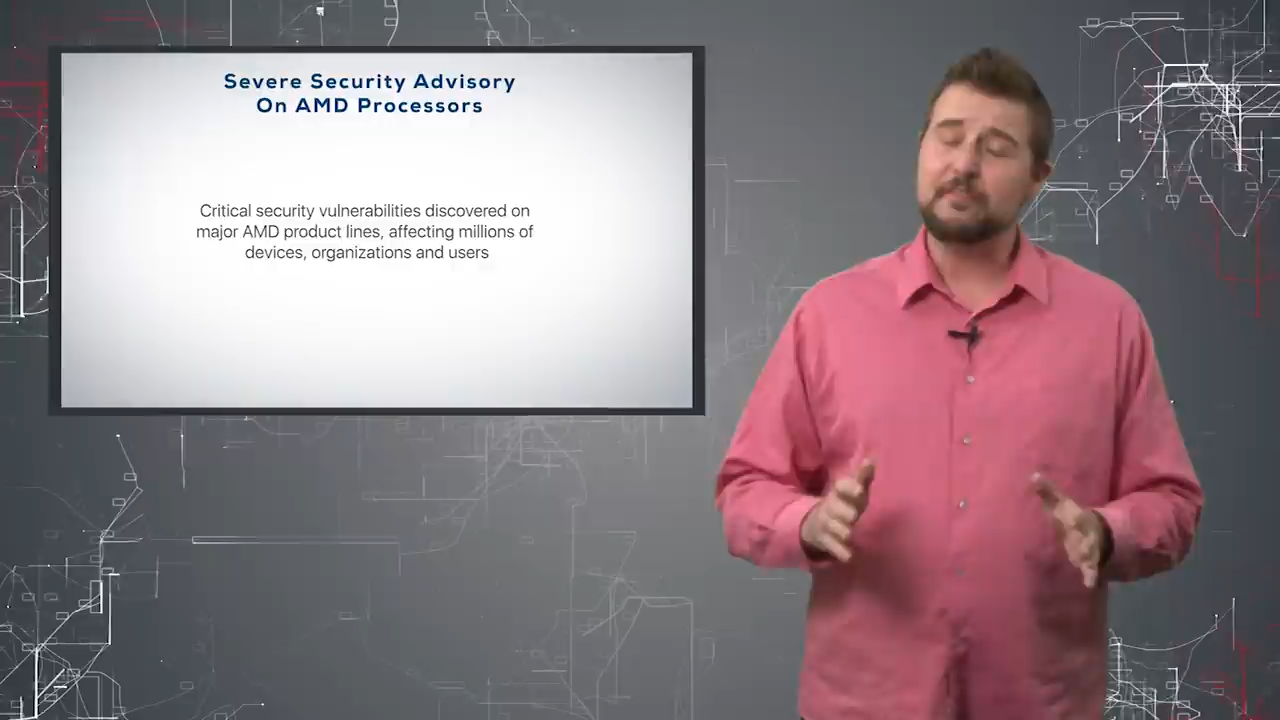 Severe Security Advisory
On AMD Processors
Critical security vulnerabilities discovered on
major AMD product lines, affecting millions of
devices, organizations and users